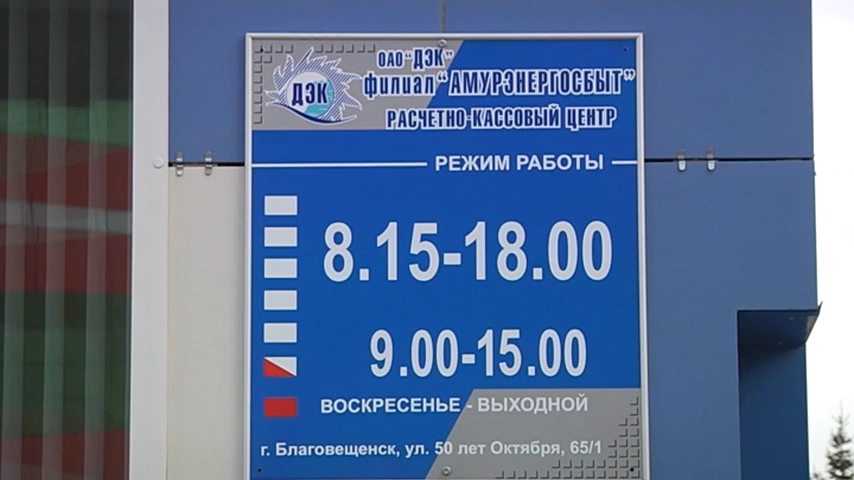 ОАО "ДЭК"
филиал "АМУРЭНЕРГОСБЫТ"
ДЭК
РАСЧЕТНО-КАССОВЫЙ ЦЕНТР
РЕЖИМ РАБОТЫ
8.15-18.00
9.00-15.00
ВОСКРЕСЕНЬЕ - ВЫХОДНОЙ
г. Благовещенск, ул. 50 лет Октября, 65/1